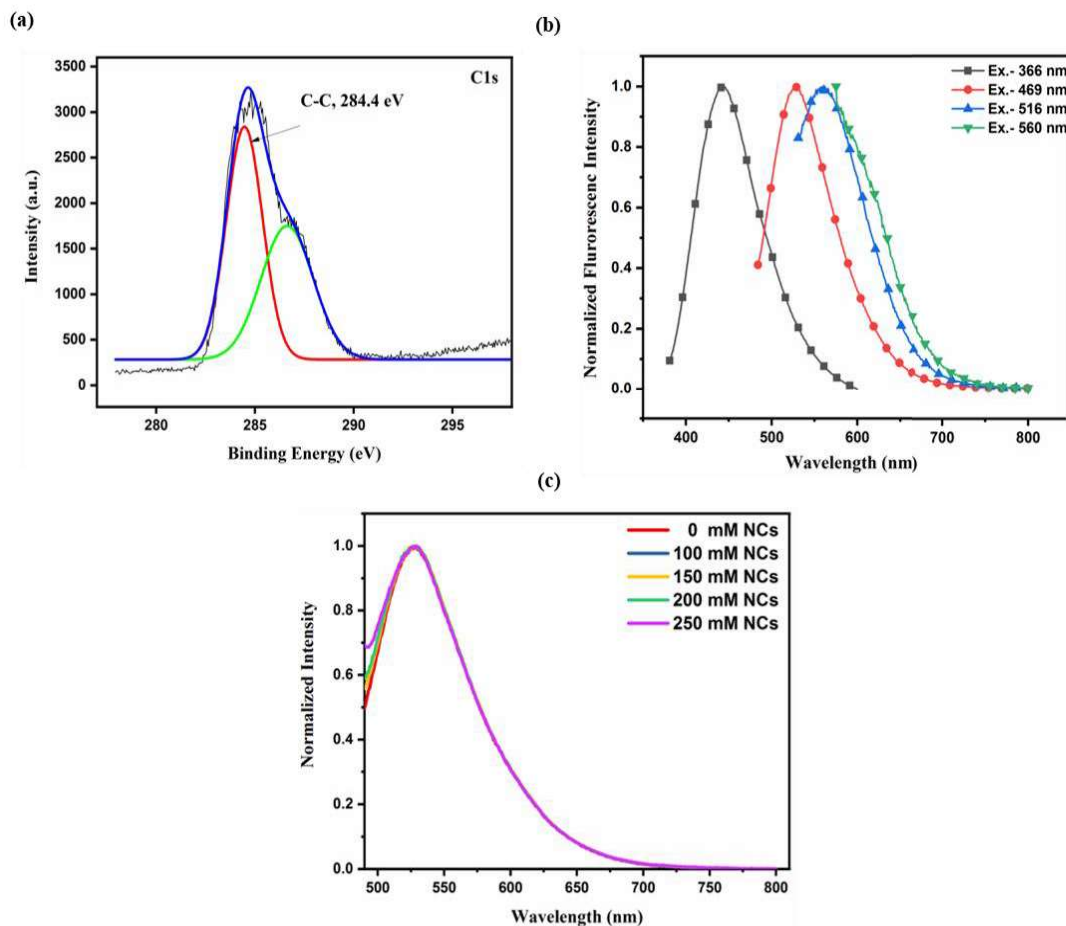 (a)
C1s
C-C, 284.4 eV
3500
3000
2500
2000
1500
1000
500
0
Intensity (a.u.)
280 285 290 295
Binding Energy (eV)
(b)
Ex.- 366 nm
Ex.- 469 nm
Ex.- 516 nm
Ex.- 560 nm
1.0
0.8
0.6
0.4
0.2
0.0
Normalized Flurorescenc Intensity
400 500 600 700 800
Wavelength (nm)
(c)
0 mM NCs
100 mM NCs
150 mM NCs
200 mM NCs
250 mM NCs
1.0
0.8
0.6
0.4
0.2
0.0
Normalized Intensity
500 550 600 650 700 750 800
Wavelength (nm)